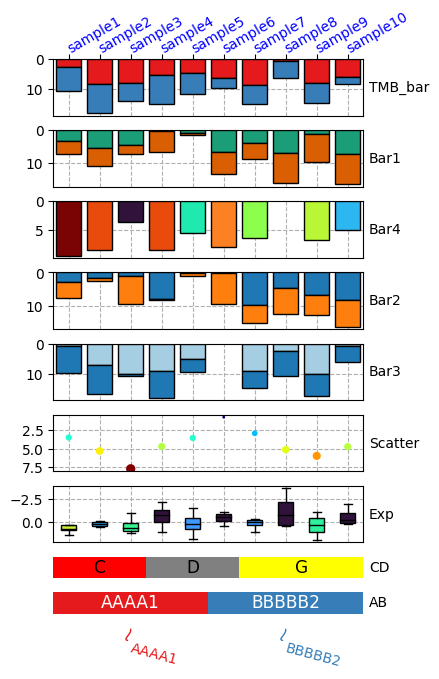 sample1 sample2 sample3 sample4 sample5 sample6 sample7 sample8 sample9 sample10
0
10
TMB_bar
0
10
Bar1
0
5
Bar4
0
10
Bar2
0
10
Bar3
2.5
5.0
7.5
Scatter
−2.5
0.0
Exp
C D G CD
AAAA1 BBBBB2 AB
AAAA1 BBBBB2